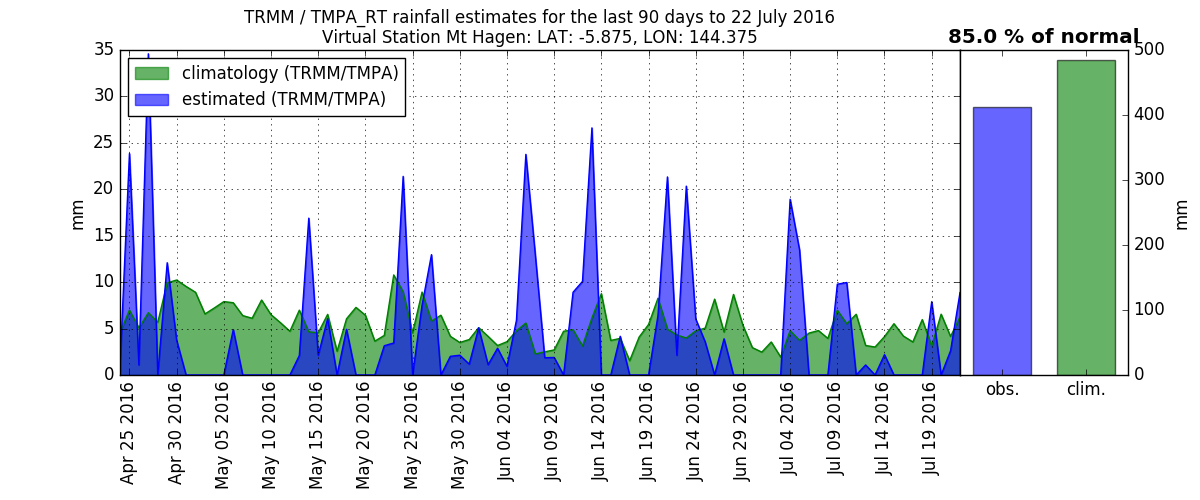 TRMM / TMPA_RT rainfall estimates for the last 90 days to 22 July 2016
Virtual Station Mt Hagen: LAT: -5.875, LON: 144.375
85.0 % of normal
climatology (TRMM/TMPA)
estimated (TRMM/TMPA)
35
30
25
20
15
10
5
0
mm
Apr 25 2016
Apr 30 2016
May 05 2016
May 10 2016
May 15 2016
May 20 2016
May 25 2016
May 30 2016
Jun 04 2016
Jun 09 2016
Jun 14 2016
Jun 19 2016
Jun 24 2016
Jun 29 2016
Jul 04 2016
Jul 09 2016
Jul 14 2016
Jul 19 2016
500
400
300
200
100
0
mm
obs.
clim.